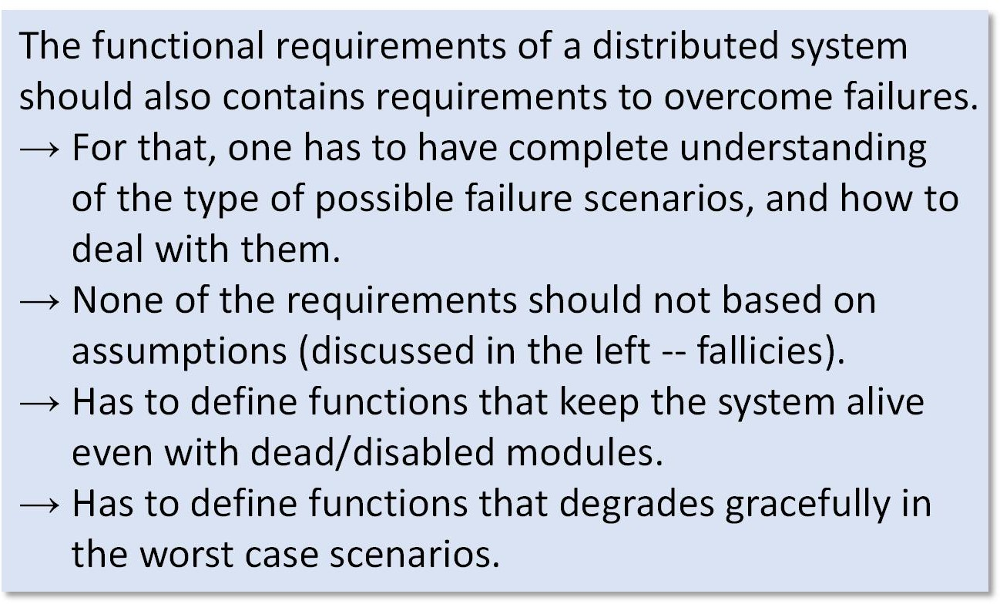 The functional requirements of a distributed system
should also contains requirements to overcome failures.
→ For that, one has to have complete understanding
of the type of possible failure scenarios, and how to
deal with them.
→ None of the requirements should not based on
assumptions (discussed in the left -- fallicies).
→ Has to define functions that keep the system alive
even with dead/disabled modules.
→ Has to define functions that degrades gracefully in
the worst case scenarios.